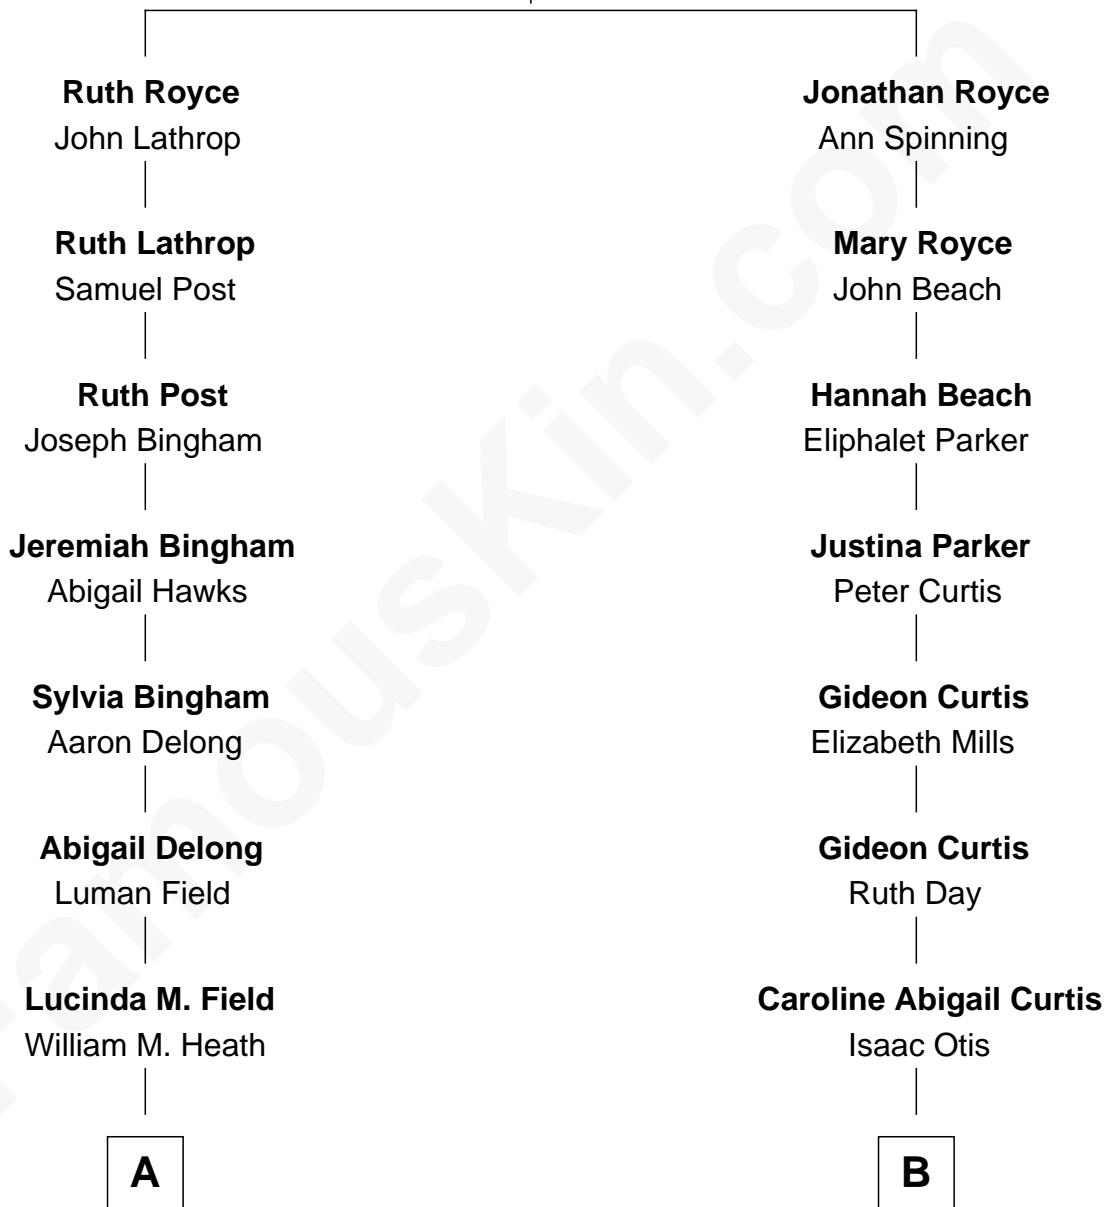 Ruth Royce
John Lathrop
Ruth Lathrop
Samuel Post
Ruth Post
Joseph Bingham
Jeremiah Bingham
Abigail Hawks
Sylvia Bingham
Aaron Delong
Abigail Delong
Luman Field
Lucinda M. Field
William M. Heath
A
Jonathan Royce
Ann Spinning
Mary Royce
John Beach
Hannah Beach
Eliphalet Parker
Justina Parker
Peter Curtis
Gideon Curtis
Elizabeth Mills
Gideon Curtis
Ruth Day
Caroline Abigail Curtis
Isaac Otis
B
FamousKin.com